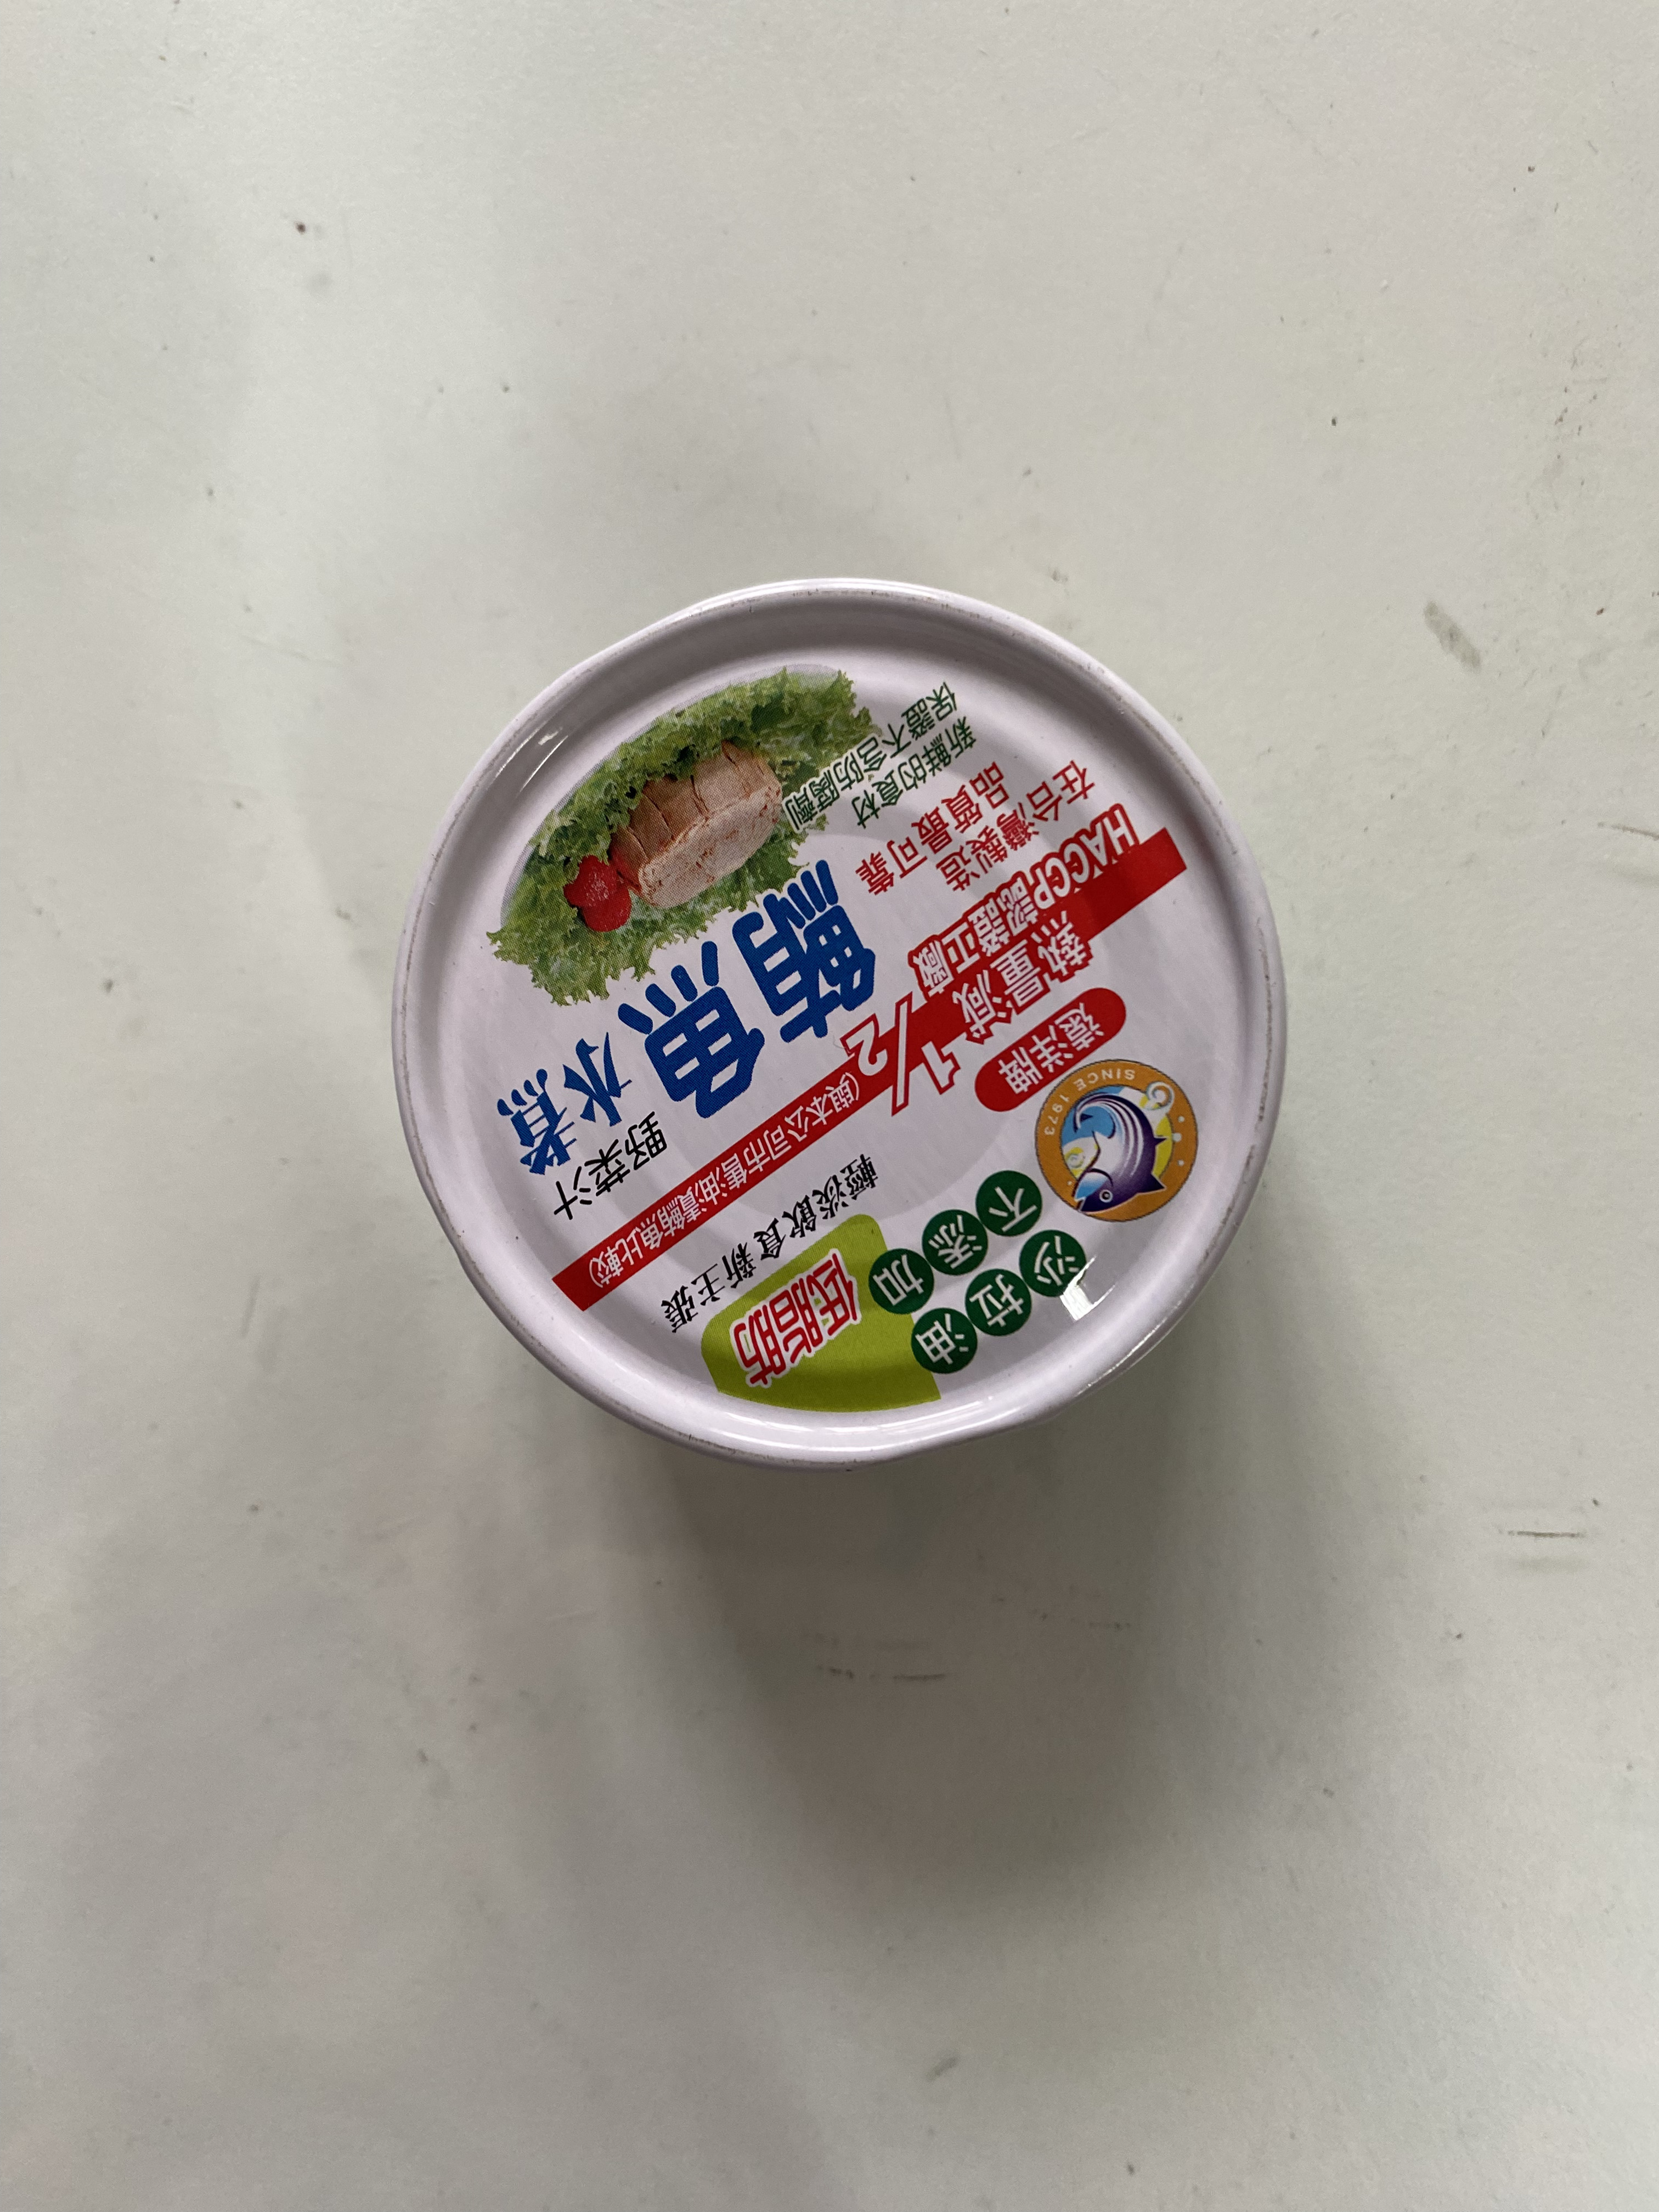 不添加
沙拉油
低脂肪
輕淡飲食新主張
SINCE 1973
遠洋牌
熱量減1/2
(與本公司市售油漬鮪魚比較)
HACCP認證工廠
在台灣製造
品質最可靠
新鮮的食材
保證不含防腐劑
鮪魚
水煮
野菜汁